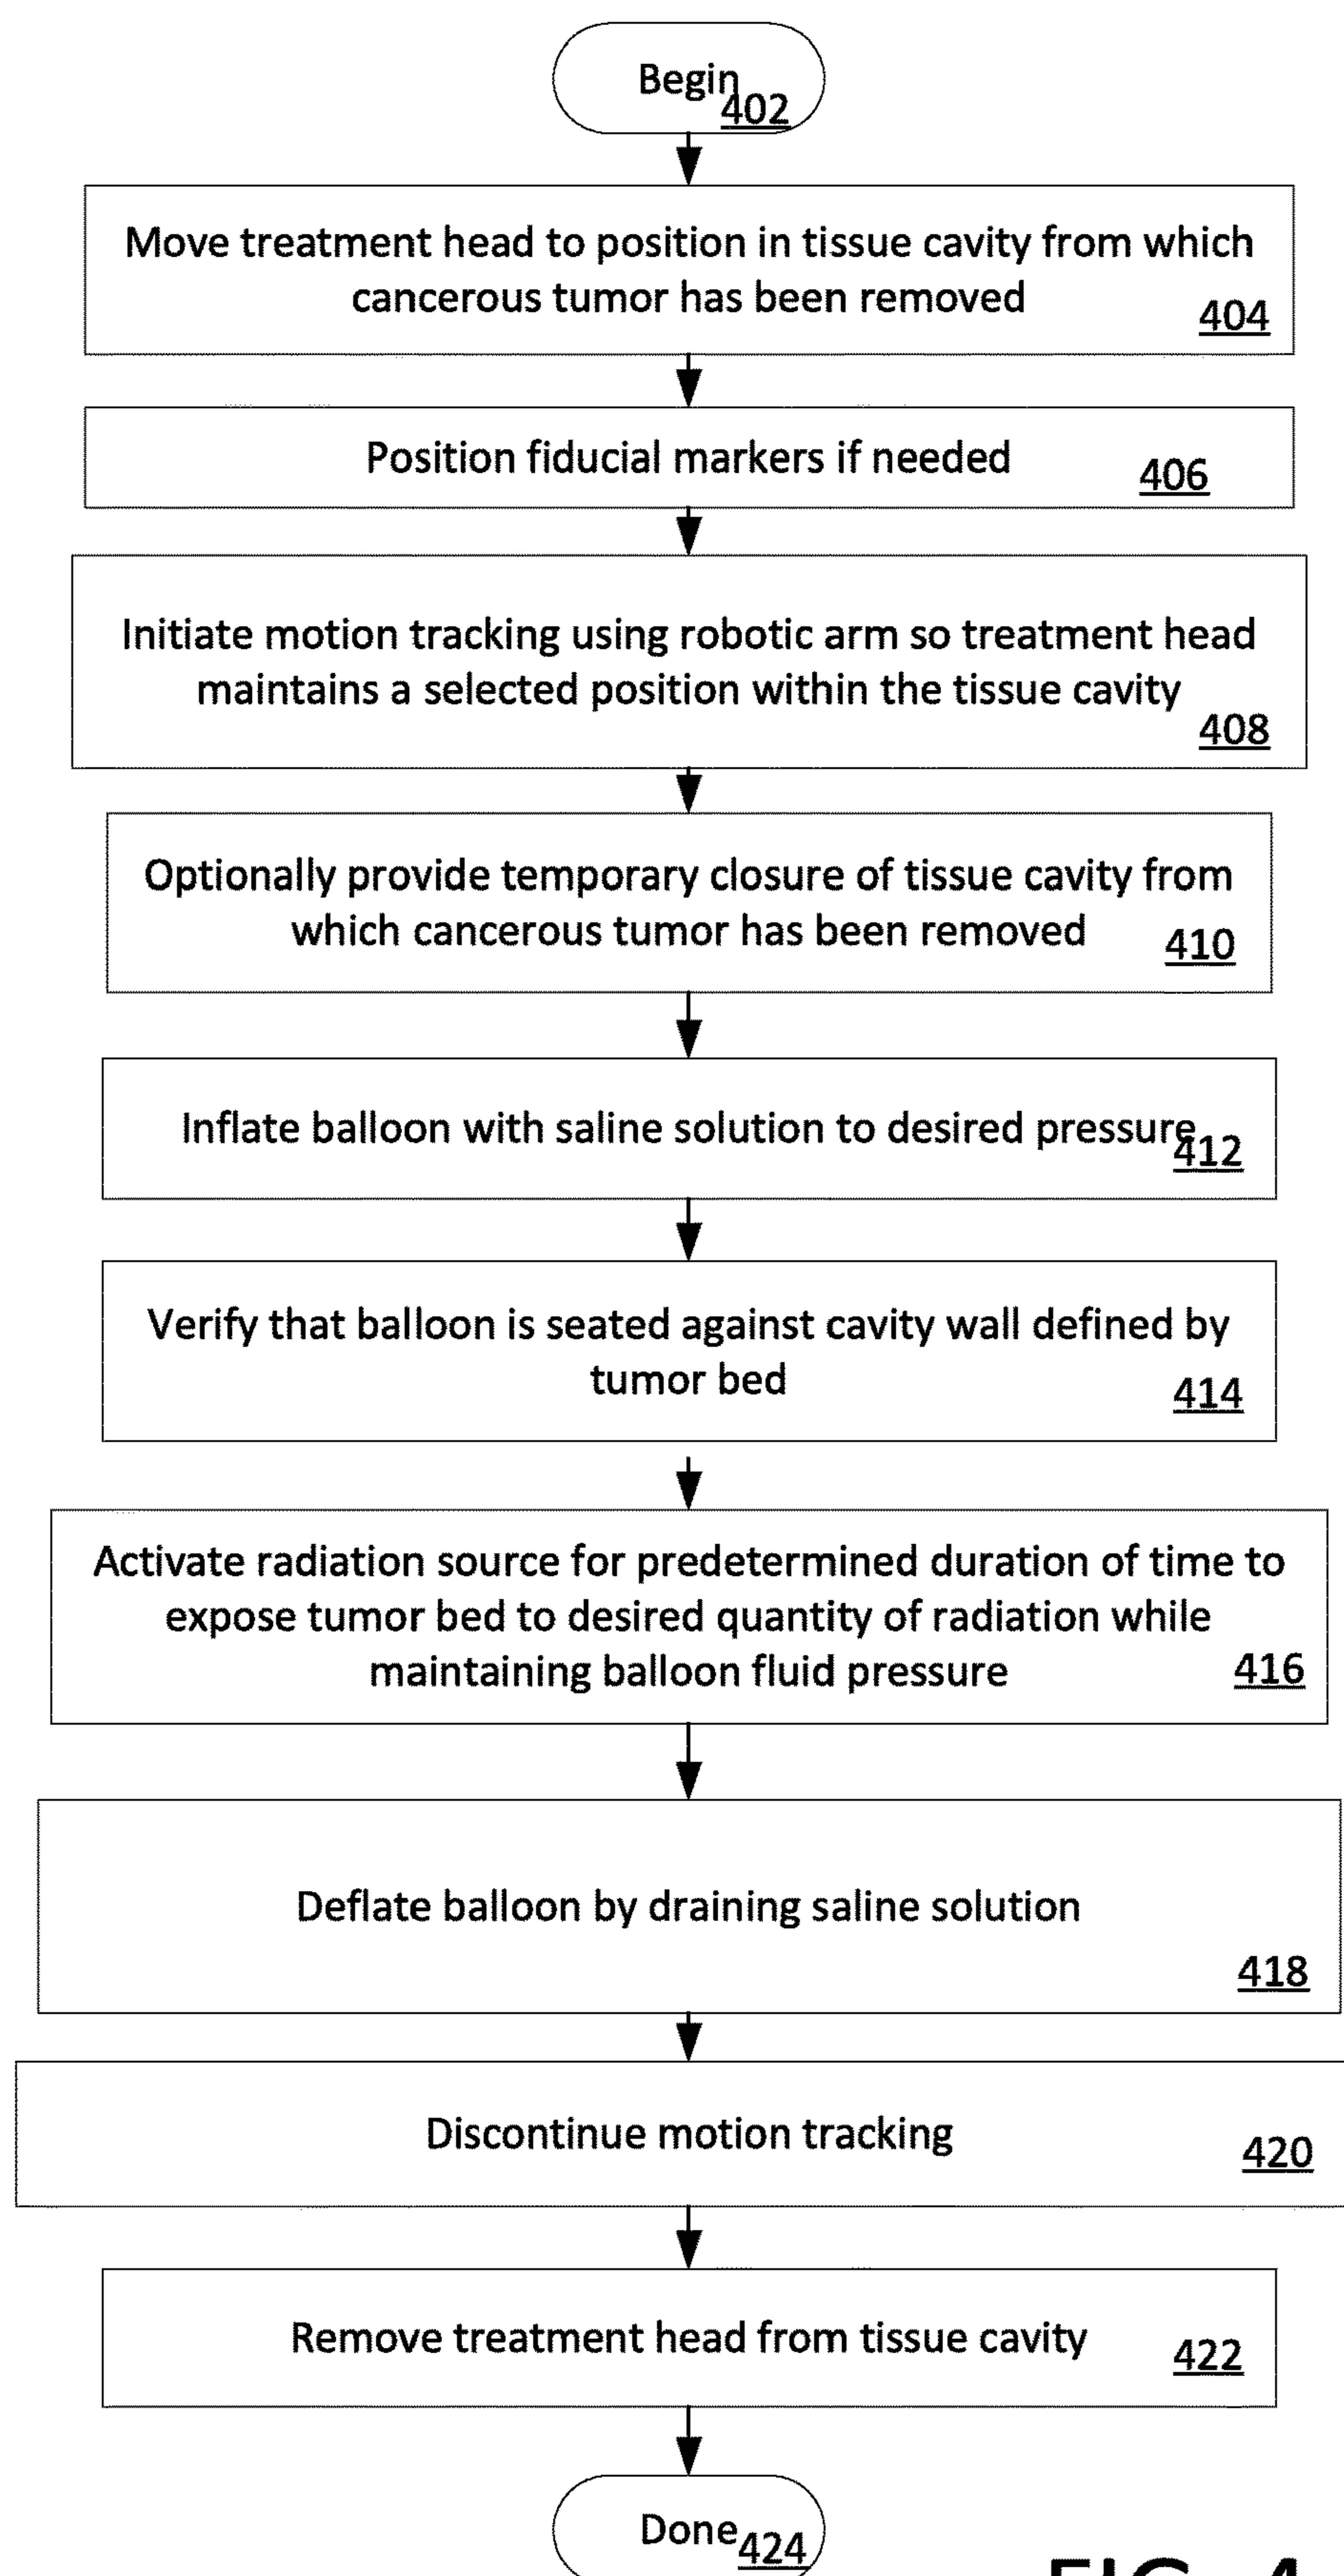 Begin
402
Move treatment head to position in tissue cavity from which
cancerous tumor has been removed
404
Position fiducial markers if needed
406
Initiate motion tracking using robotic arm so treatment head
maintains a selected position within the tissue cavity
408
Optionally provide temporary closure of tissue cavity from
which cancerous tumor has been removed
410
Inflate balloon with saline solution to desired pressure
412
Verify that balloon is seated against cavity wall defined by
tumor bed
414
Activate radiation source for predetermined duration of time to
expose tumor bed to desired quantity of radiation while
maintaining balloon fluid pressure
416
Deflate balloon by draining saline solution
418
Discontinue motion tracking
420
Remove treatment head from tissue cavity
422
Done
424